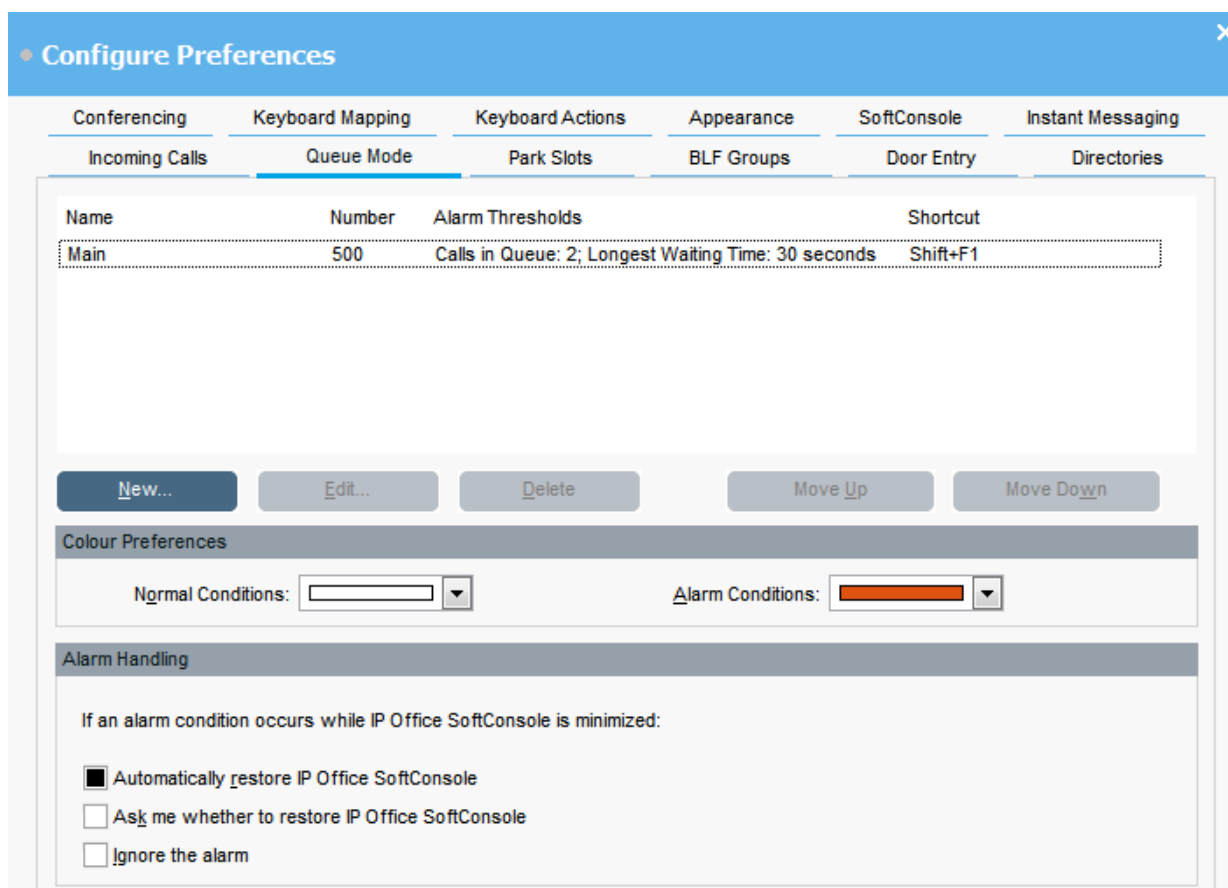 Configure Preferences
Conferencing Keyboard Mapping Keyboard Actions Appearance SoftConsole Instant Messaging
Incoming Calls Queue Mode Park Slots BLF Groups Door Entry Directories
Name Number Alarm Thresholds Shortcut
Main 500 Calls in Queue: 2; Longest Waiting Time: 30 seconds Shift+F1
New... Edit... Delete Move Up Move Down
Colour Preferences
Normal Conditions: Alarm Conditions:
Alarm Handling
If an alarm condition occurs while IP Office SoftConsole is minimized:
Automatically restore IP Office SoftConsole
Ask me whether to restore IP Office SoftConsole
Ignore the alarm